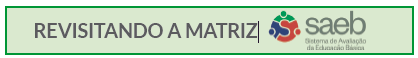 REVISITANDO A MATRIZ saeb
Sistema de Avaliação
da Educação Básica